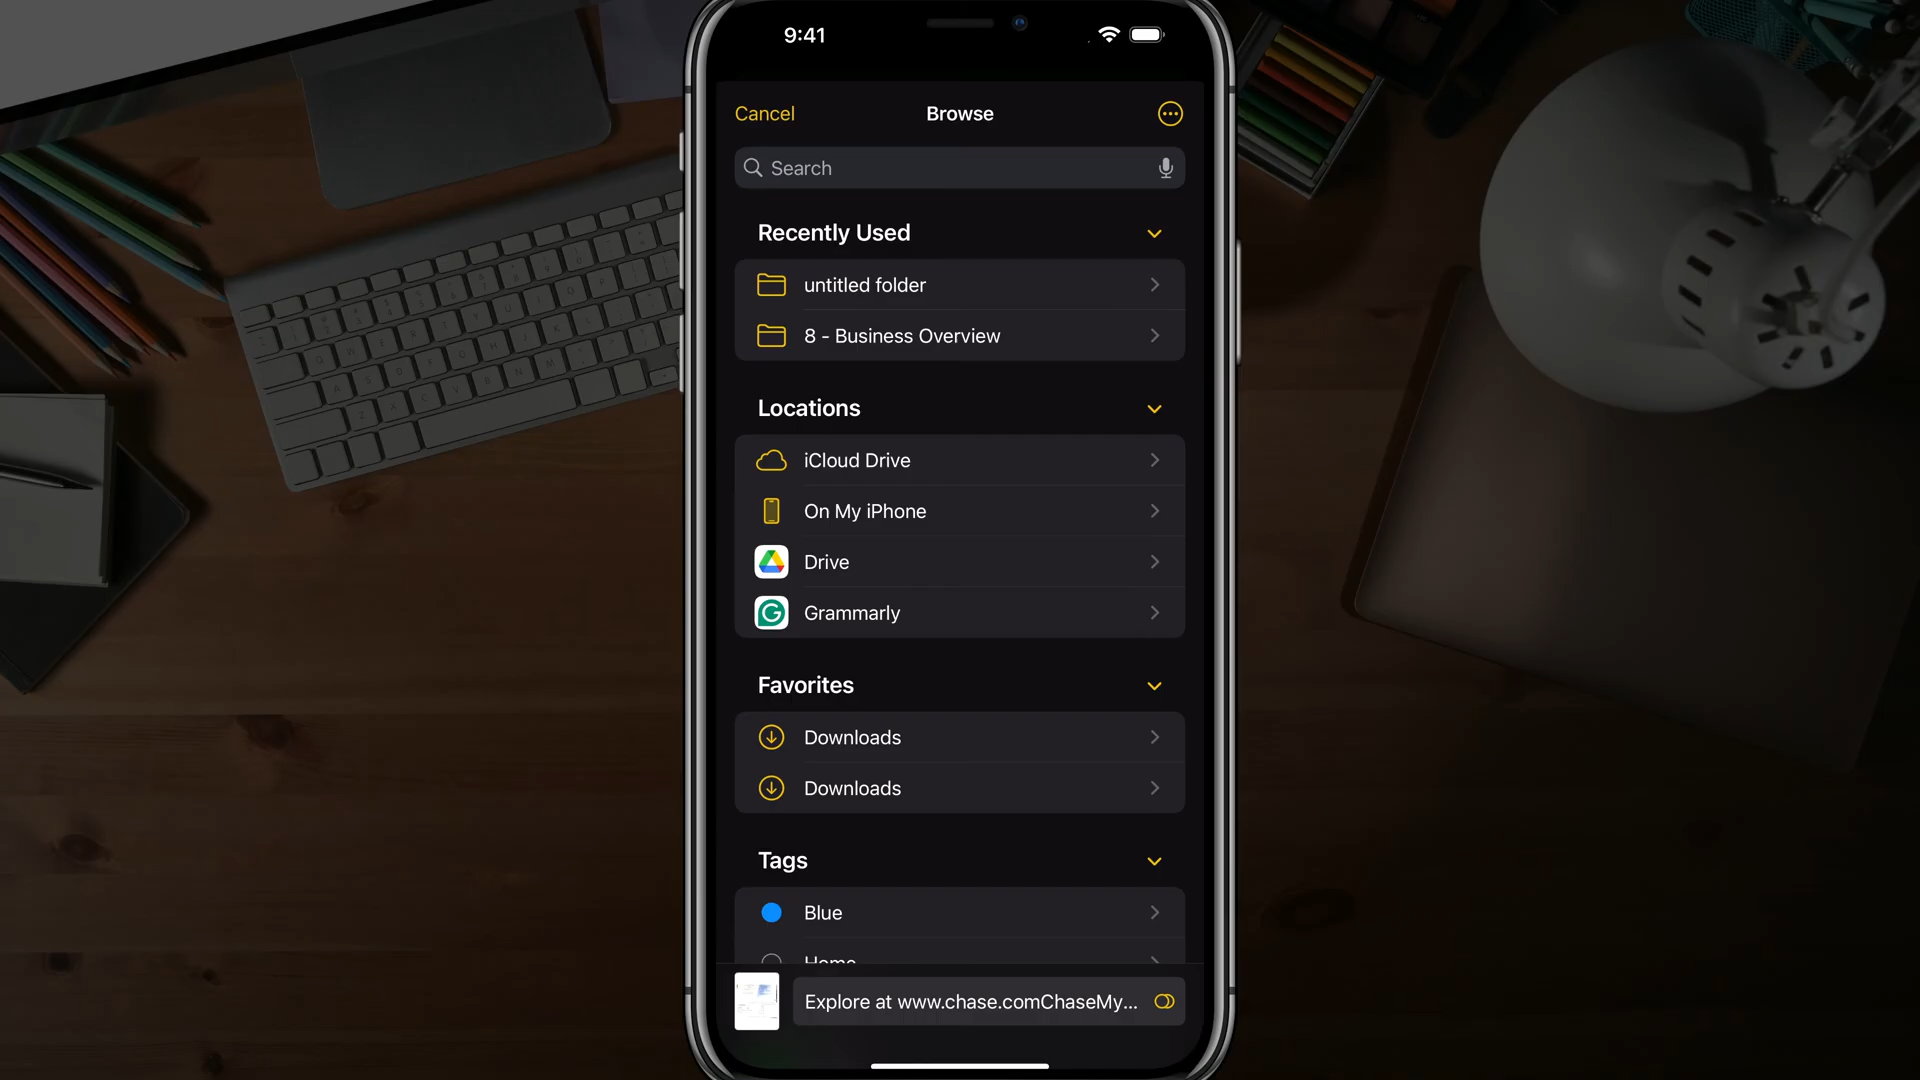 9:41
Cancel
Browse
Search
Recently Used
untitled folder
8 - Business Overview
Locations
iCloud Drive
On My iPhone
Drive
Grammarly
Favorites
Downloads
Downloads
Tags
Blue
Home
Explore at www.chase.comChaseMy...